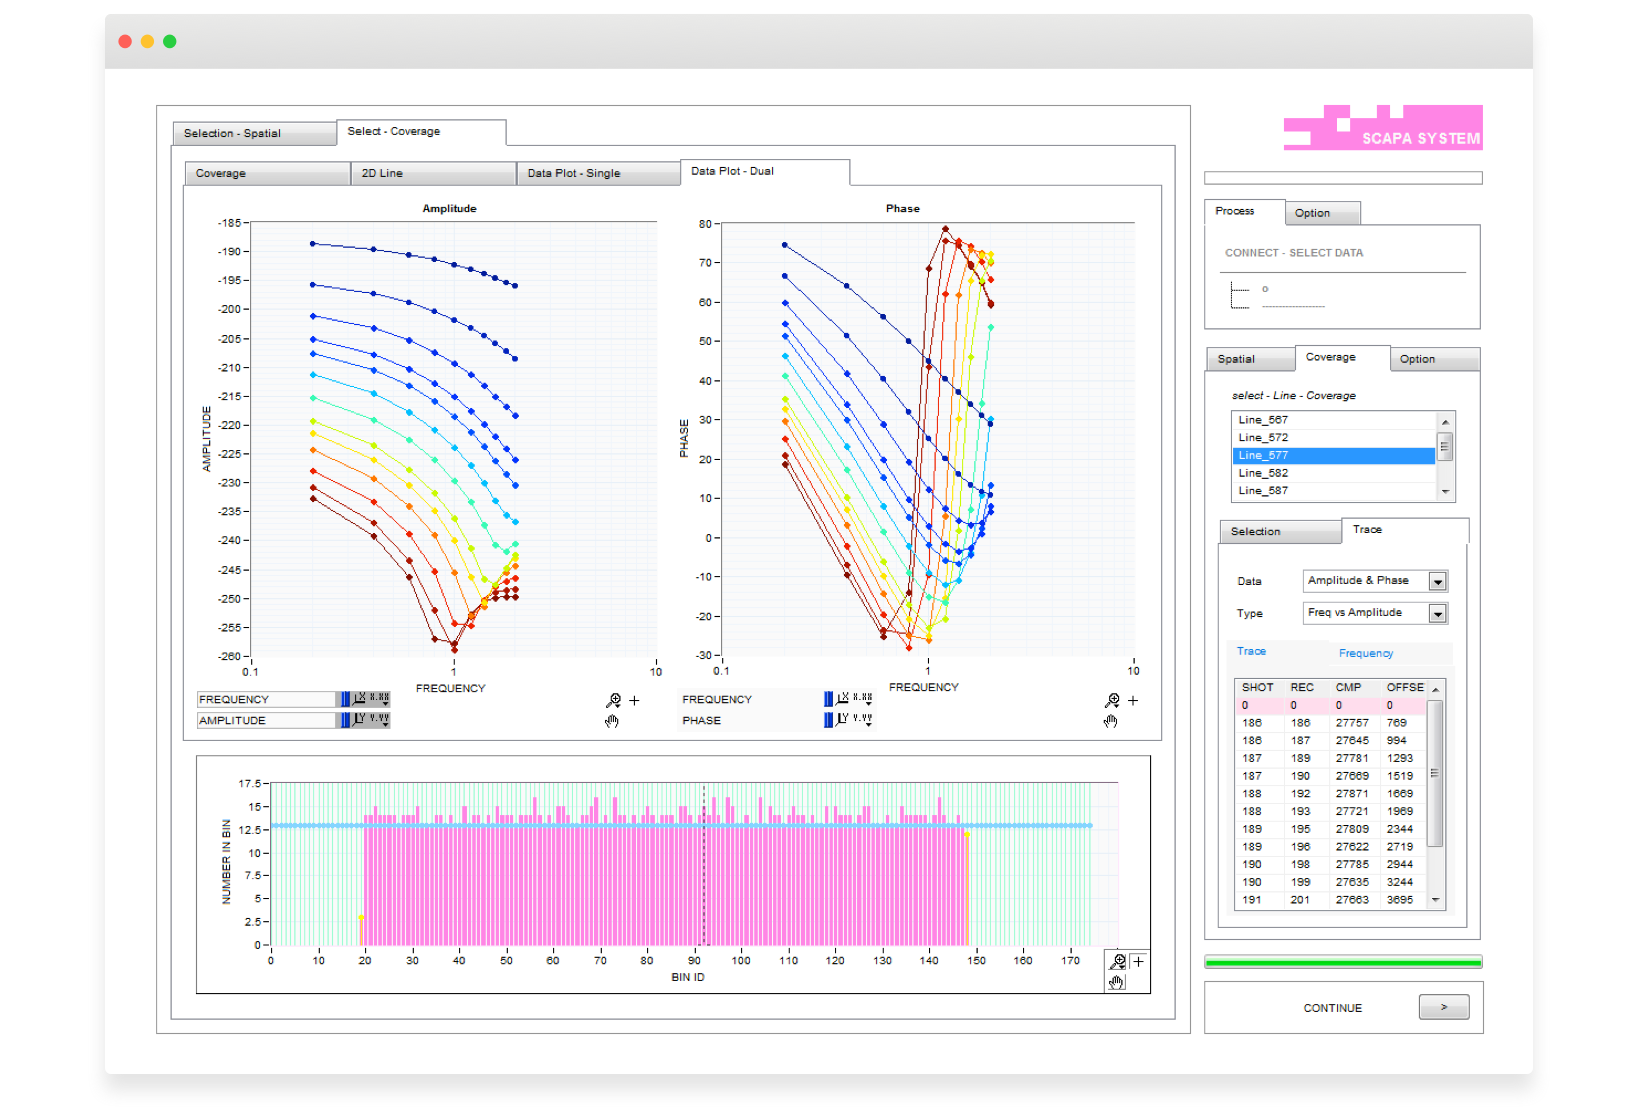 Selection - Spatial
Select - Coverage
Coverage
2D Line
Data Plot - Single
Data Plot - Dual
Amplitude
-185
-190
-195
-200
-205
-210
-215
-220
-225
-230
-235
-240
-245
-250
-255
-260
AMPLITUDE
0.1
1
10
FREQUENCY
Phase
80
70
60
50
40
30
20
10
0
-10
-20
-30
PHASE
0.1
1
10
FREQUENCY
FREQUENCY
X.XX
AMPLITUDE
Y.YY
FREQUENCY
X.XX
PHASE
Y.YY
17.5
15
12.5
10
7.5
5
2.5
0
NUMBER IN BIN
0 10 20 30 40 50 60 70 80 90 100 110 120 130 140 150 160 170
BIN ID
SCAPA SYSTEM
Process
Option
CONNECT - SELECT DATA
o
-------------------
Spatial
Coverage
Option
select - Line - Coverage
Line_567
Line_572
Line_577
Line_582
Line_587
Selection
Trace
Data
Amplitude & Phase
Type
Freq vs Amplitude
Trace
Frequency
SHOT REC CMP OFFSE
0 0 0 0
186 186 27757 769
186 187 27645 994
187 189 27781 1293
187 190 27669 1519
188 192 27871 1669
188 193 27721 1969
189 195 27809 2344
189 196 27622 2719
190 198 27785 2944
190 199 27635 3244
191 201 27663 3695
CONTINUE
>